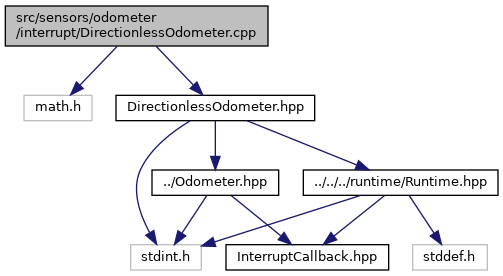 src/sensors/odometer
/interrupt/DirectionlessOdometer.cpp
math.h
DirectionlessOdometer.hpp
../Odometer.hpp
../../../runtime/Runtime.hpp
stdint.h
InterruptCallback.hpp
stddef.h